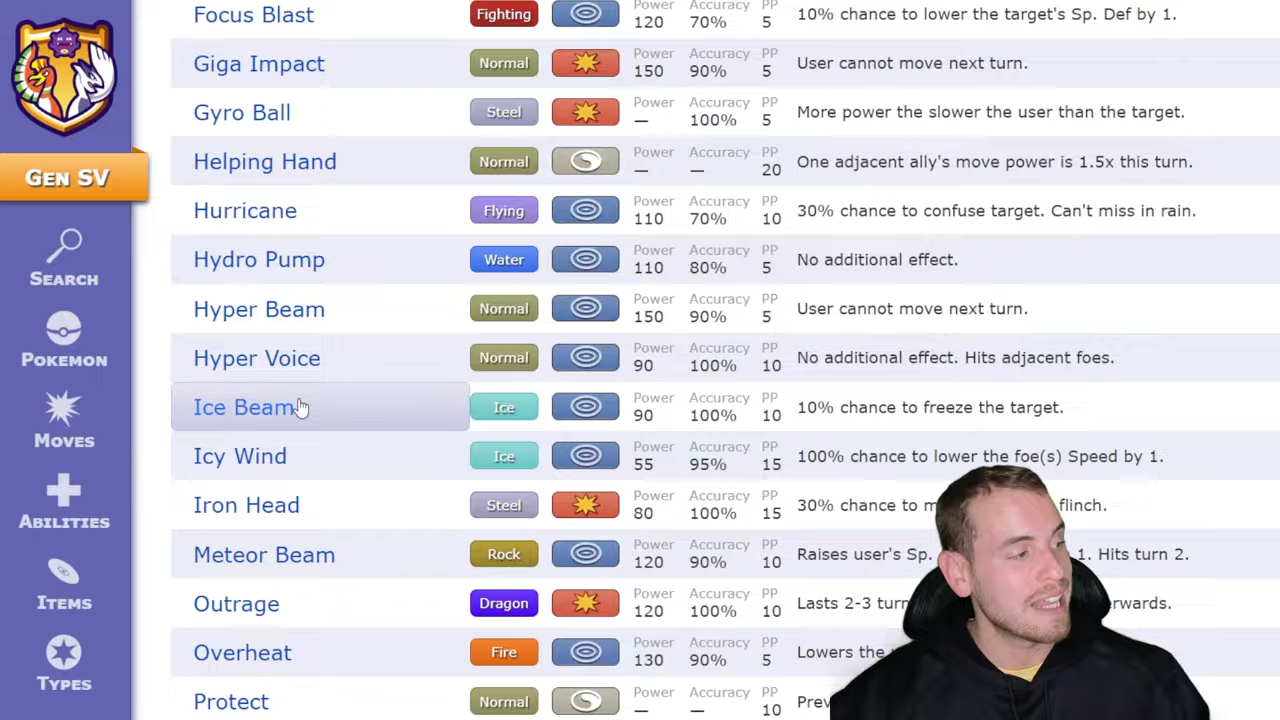 Focus Blast Fighting Power 120 Accuracy 70% PP 5 10% chance to lower the target's Sp. Def by 1.
Giga Impact Normal Power 150 Accuracy 90% PP 5 User cannot move next turn.
Gyro Ball Steel Power — Accuracy 100% PP 5 More power the slower the user than the target.
Helping Hand Normal Power — Accuracy — PP 20 One adjacent ally's move power is 1.5x this turn.
Hurricane Flying Power 110 Accuracy 70% PP 10 30% chance to confuse target. Can't miss in rain.
Hydro Pump Water Power 110 Accuracy 80% PP 5 No additional effect.
Hyper Beam Normal Power 150 Accuracy 90% PP 5 User cannot move next turn.
Hyper Voice Normal Power 90 Accuracy 100% PP 10 No additional effect. Hits adjacent foes.
Ice Beam Ice Power 90 Accuracy 100% PP 10 10% chance to freeze the target.
Icy Wind Ice Power 55 Accuracy 95% PP 15 100% chance to lower the foe(s) Speed by 1.
Iron Head Steel Power 80 Accuracy 100% PP 15 30% chance to flinch.
Meteor Beam Rock Power 120 Accuracy 90% PP 10 Raises user's Sp. 1. Hits turn 2.
Outrage Dragon Power 120 Accuracy 100% PP 10 Lasts 2-3
Overheat Fire Power 130 Accuracy 90% PP 5 Lowers the
Protect Normal Power — Accuracy — PP 10
GEN SV
SEARCH
POKEMON
MOVES
ABILITIES
ITEMS
TYPES